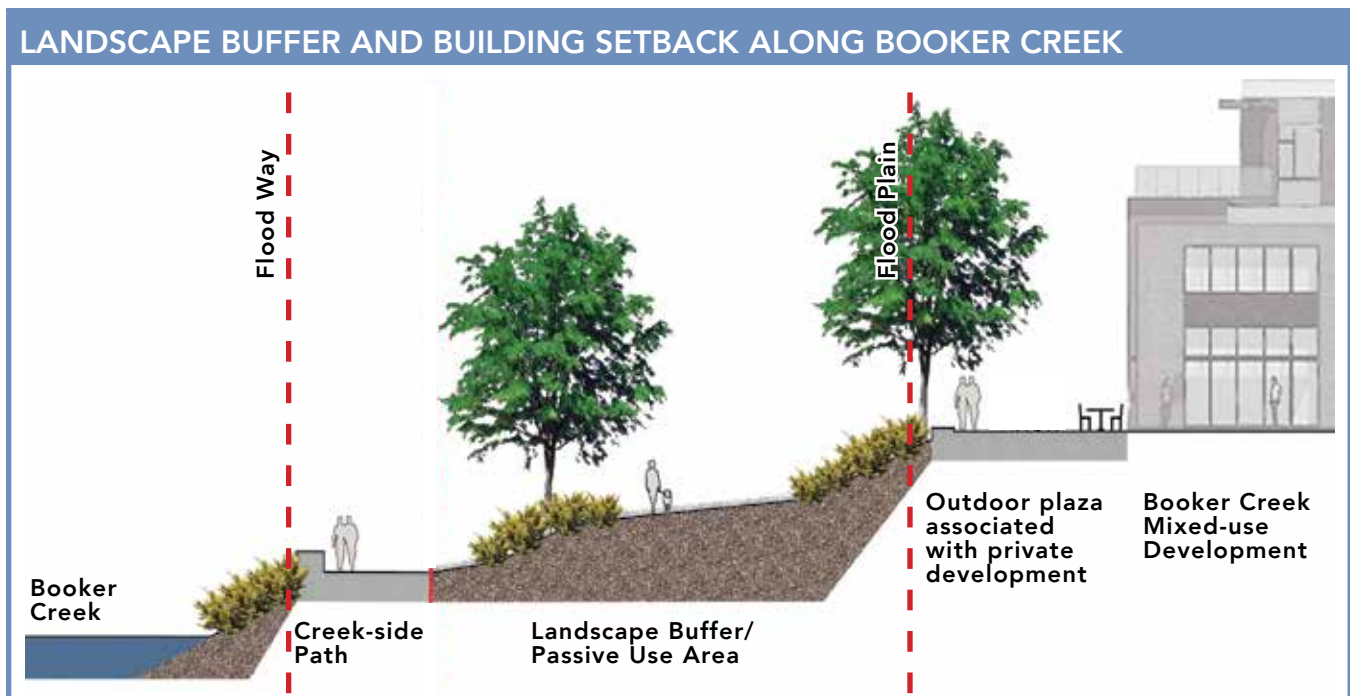 LANDSCAPE BUFFER AND BUILDING SETBACK ALONG BOOKER CREEK
Flood Way
Flood Plain
Booker
Creek
Creek-side
Path
Landscape Buffer/
Passive Use Area
Outdoor plaza
associated
with private
development
Booker Creek
Mixed-use
Development